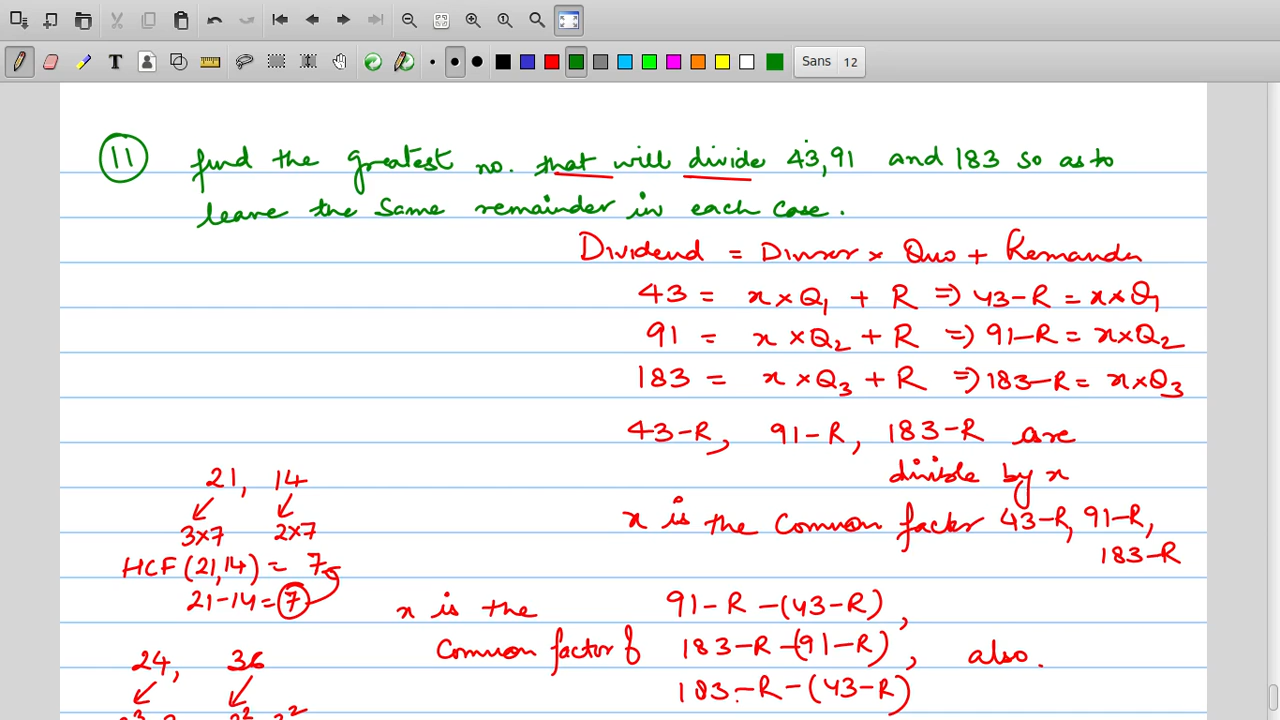 Sans 12
11 find the greatest no. that will divide 43,91 and 183 so as to
leave the same remainder in each case.
Dividend = Divisor × Quo + Remainder
43 = x × Q1 + R => 43-R = x×Q1
91 = x × Q2 + R => 91-R = x×Q2
183 = x × Q3 + R => 183-R = x×Q3
43-R, 91-R, 183-R are
divisible by x
x is the common factor 43-R, 91-R,
183-R
21, 14
3×7 2×7
HCF (21,14) = 7
21-14 = 7
24, 36
x is the
common factor of
91-R-(43-R),
183-R-(91-R), also.
183-R-(43-R)